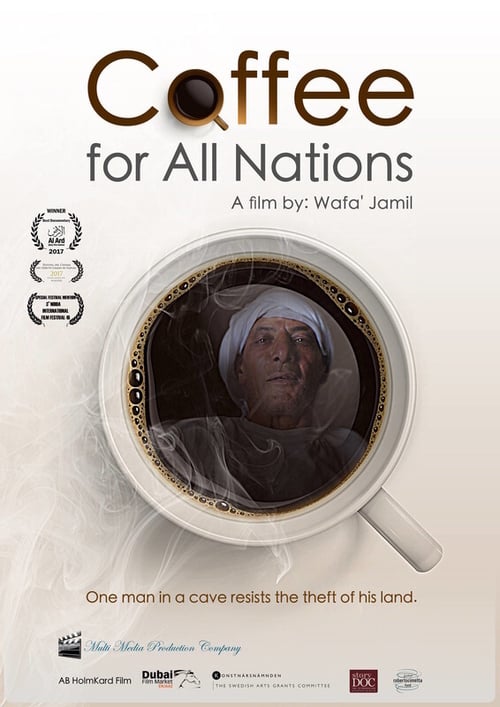 Coffee
for All Nations
A film by: Wafa' Jamil
WINNER
Best Documentary
Al Ard
2017
2017
SPECIAL FESTIVAL MENTION
INTERNATIONAL
FILM FESTIVAL
One man in a cave resists the theft of his land.
Multi Media Production Company
AB HolmKard Film
Dubai
Film Market
KONSTNÄRSNÄMNDEN
THE SWEDISH ARTS GRANTS COMMITTEE
story
DOC